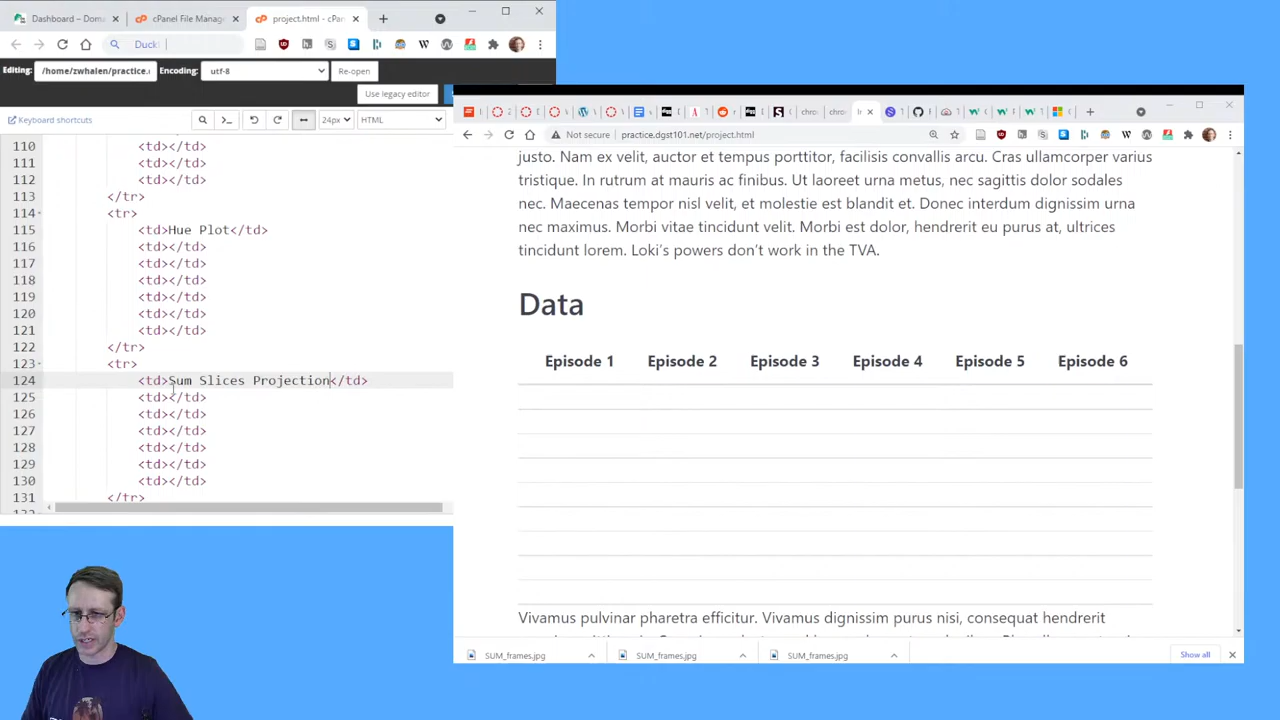 Dashboard – Doma
cPanel File Manag
project.html - cPan
Duck!
Editing:
/home/zwhalen/practice.
Encoding:
utf-8
Re-open
Use legacy editor
Keyboard shortcuts
24px
HTML
110 <td></td>
111 <td></td>
112 <td></td>
113 </tr>
114 <tr>
115 <td>Hue Plot</td>
116 <td></td>
117 <td></td>
118 <td></td>
119 <td></td>
120 <td></td>
121 <td></td>
122 </tr>
123 <tr>
124 <td>Sum Slices Projection</td>
125 <td></td>
126 <td></td>
127 <td></td>
128 <td></td>
129 <td></td>
130 <td></td>
131 </tr>
Not secure
practice.dgst101.net/project.html
justo. Nam ex velit, auctor et tempus porttitor, facilisis convallis arcu. Cras ullamcorper varius
tristique. In rutrum at mauris ac finibus. Ut laoreet urna metus, nec sagittis dolor sodales
nec. Maecenas tempor nisl velit, et molestie est blandit et. Donec interdum dignissim urna
nec maximus. Morbi vitae tincidunt velit. Morbi est dolor, hendrerit eu purus at, ultrices
tincidunt lorem. Loki’s powers don’t work in the TVA.
Data
Episode 1 Episode 2 Episode 3 Episode 4 Episode 5 Episode 6
Vivamus pulvinar pharetra efficitur. Vivamus dignissim purus nisi, consequat hendrerit
SUM_frames.jpg
SUM_frames.jpg
SUM_frames.jpg
Show all